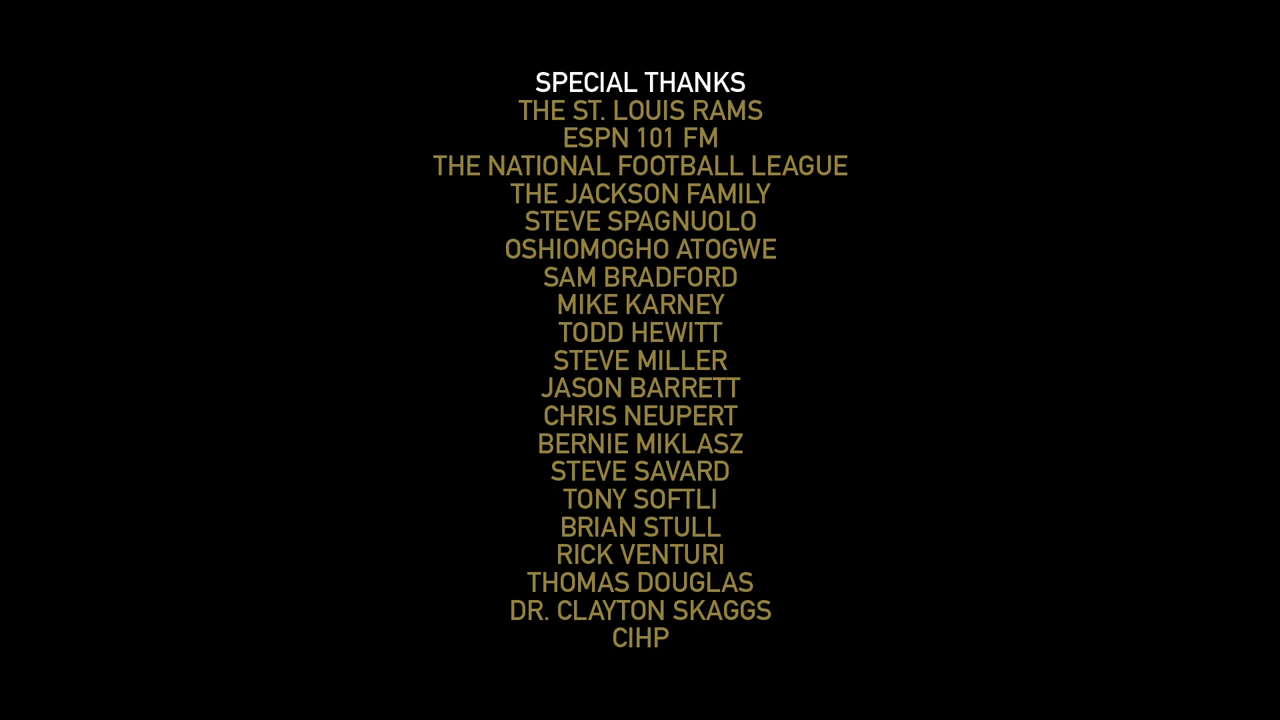 SPECIAL THANKS
THE ST. LOUIS RAMS
ESPN 101 FM
THE NATIONAL FOOTBALL LEAGUE
THE JACKSON FAMILY
STEVE SPAGNUOLO
OSHIOMOGHO ATOGWE
SAM BRADFORD
MIKE KARNEY
TODD HEWITT
STEVE MILLER
JASON BARRETT
CHRIS NEUPERT
BERNIE MIKLASZ
STEVE SAVARD
TONY SOFTLI
BRIAN STULL
RICK VENTURI
THOMAS DOUGLAS
DR. CLAYTON SKAGGS
CIHP